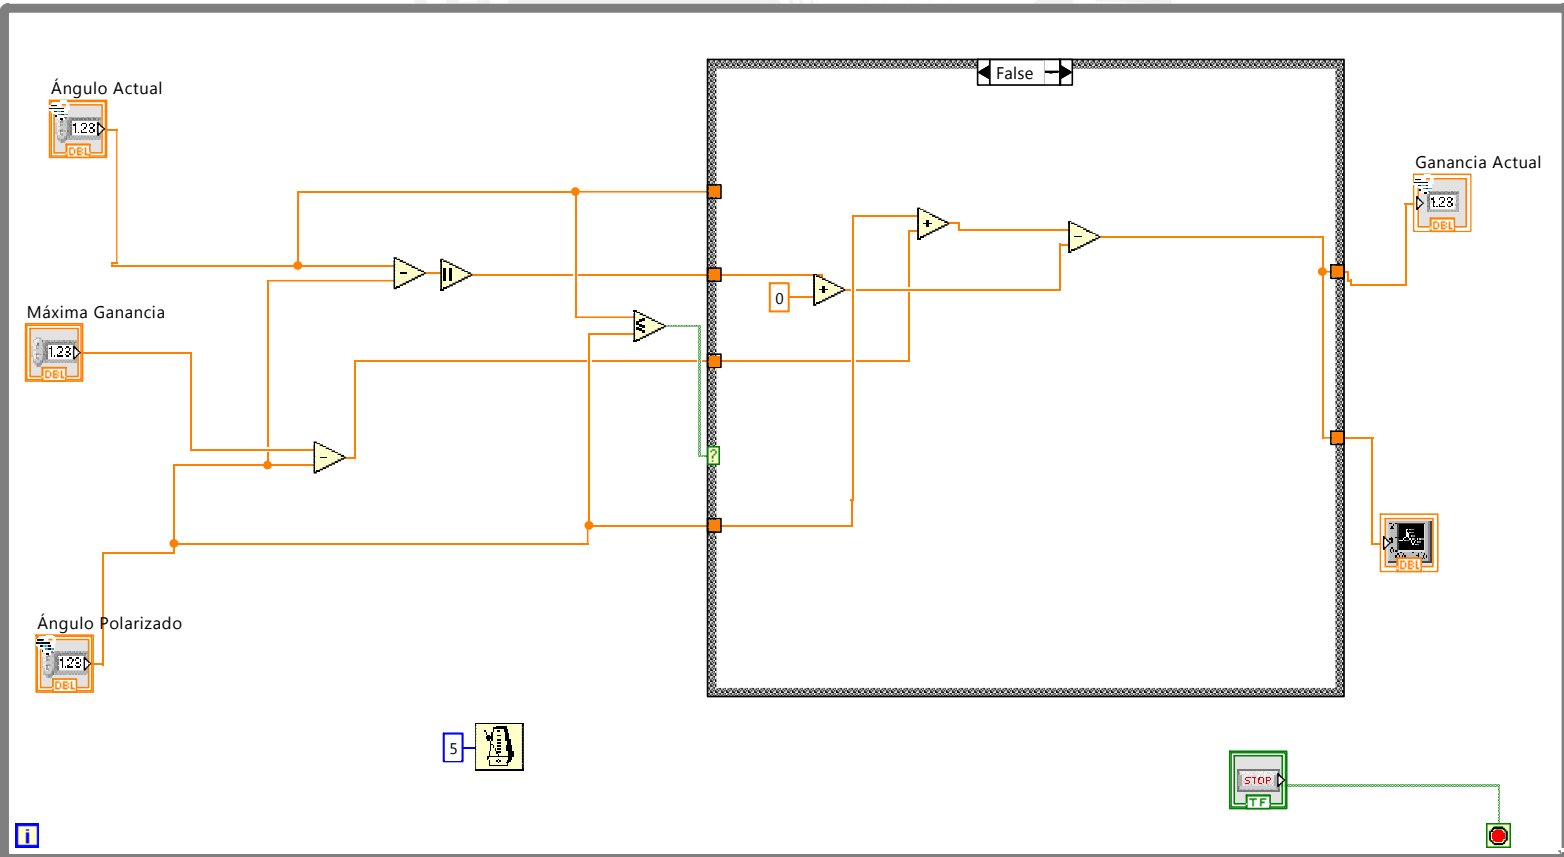 False
Ángulo Actual
1.23
DBL
Ganancia Actual
1.23
DBL
0
Máxima Ganancia
1.23
DBL
?
DBL
Ángulo Polarizado
1.23
DBL
5
STOP
TF
i